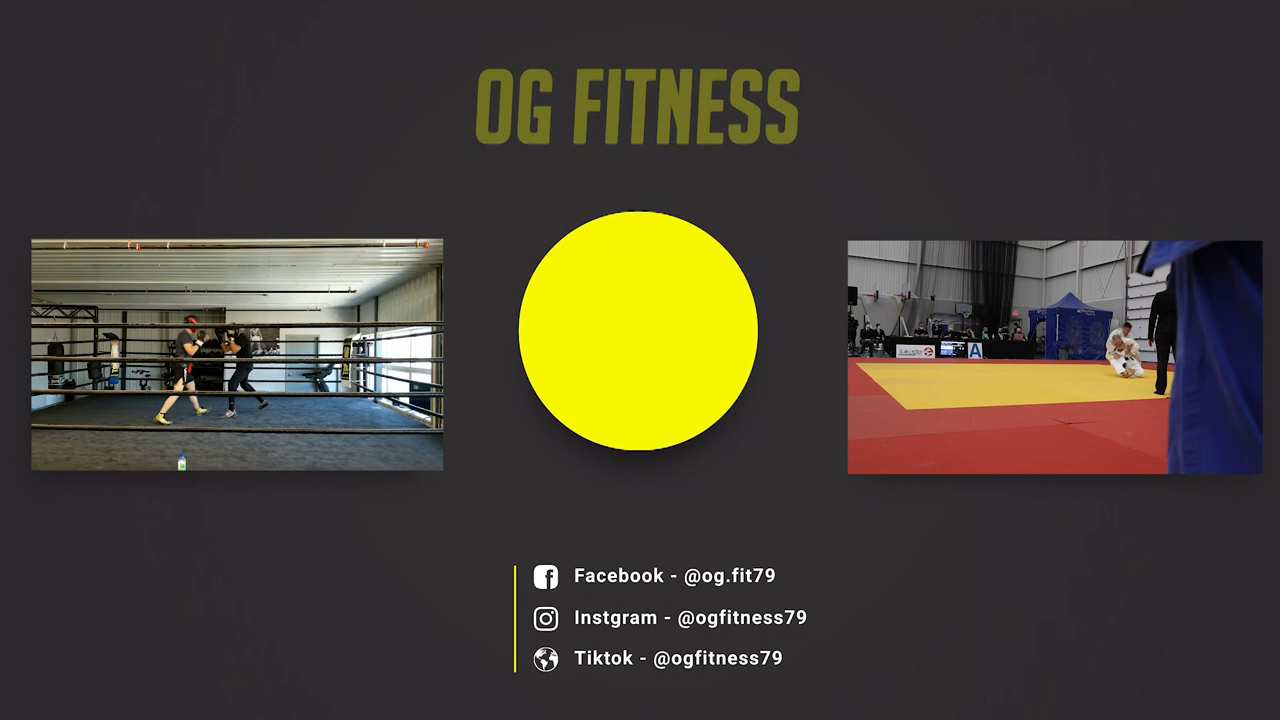 OG FITNESS
A
Facebook - @og.fit79
Instgram - @ogfitness79
Tiktok - @ogfitness79